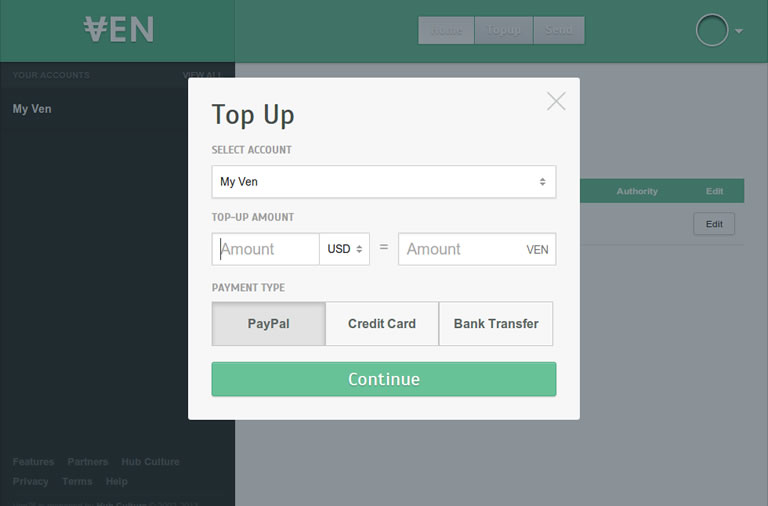 VEN
Home Topup Send
YOUR ACCOUNTS VIEW ALL
My Ven
Top Up
SELECT ACCOUNT
My Ven
TOP-UP AMOUNT
Amount USD = Amount VEN
PAYMENT TYPE
PayPal Credit Card Bank Transfer
Continue
Authority Edit
Edit
Features Partners Hub Culture
Privacy Terms Help